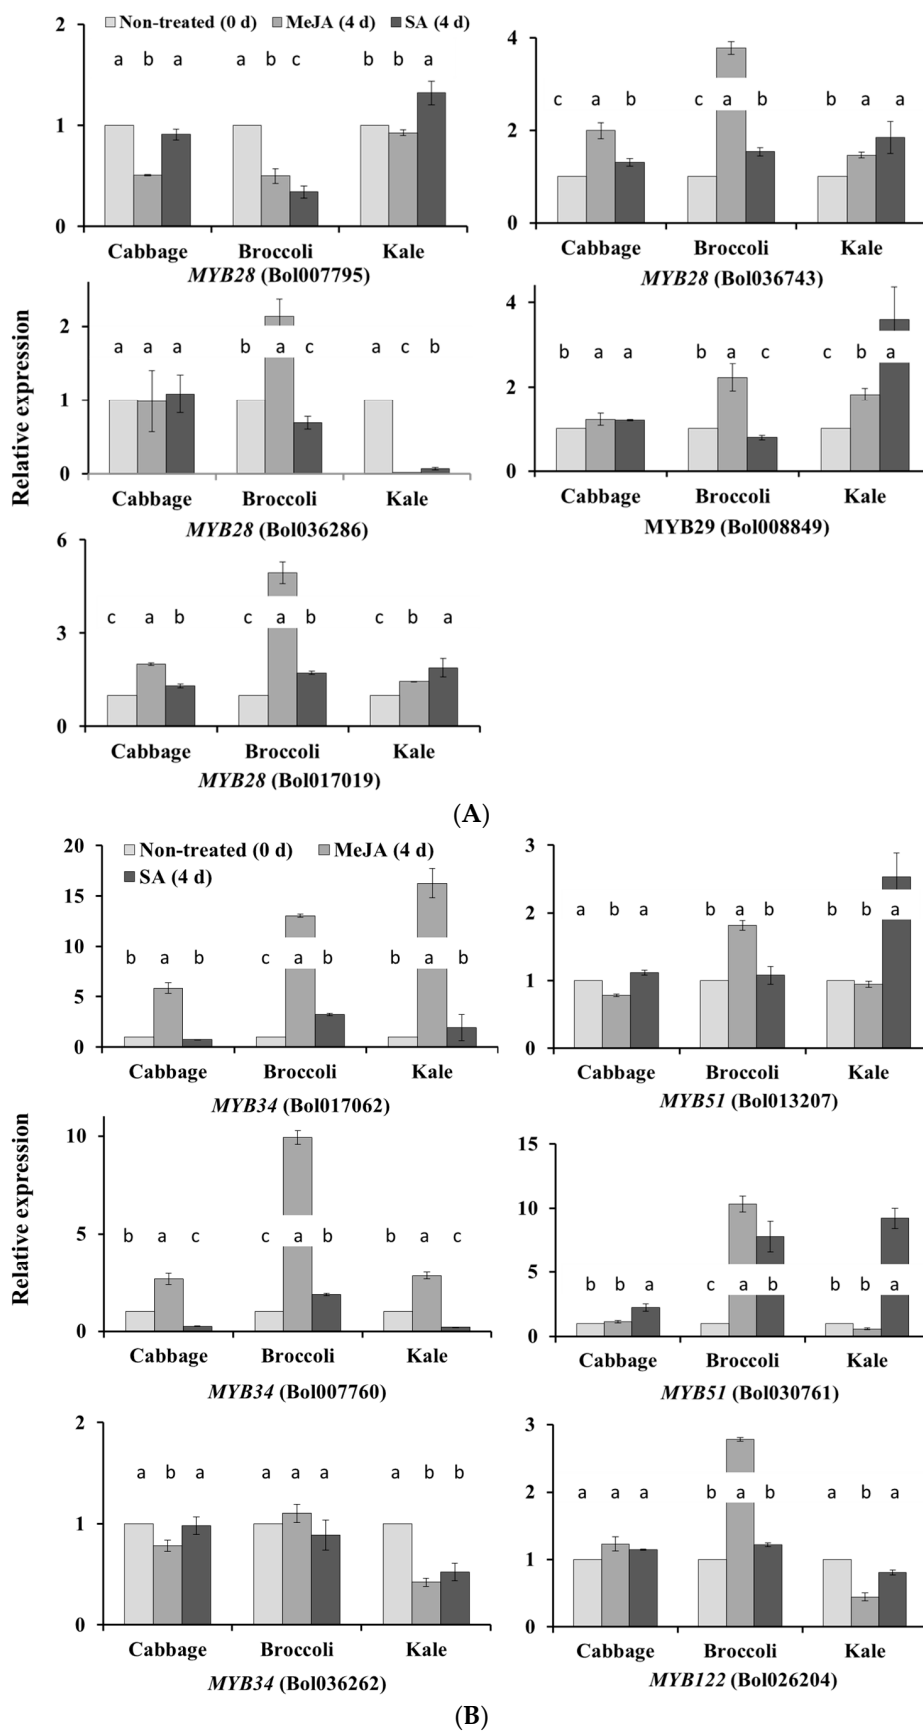 Non-treated (0 d) MeJA (4 d) SA (4 d)
2
1
0
a b a a b c b b a
Cabbage Broccoli Kale
MYB28 (Bol007795)
4
2
0
c a b c a b b a a
Cabbage Broccoli Kale
MYB28 (Bol036743)
Relative expression
2
1
0
a a a b a c a c b
Cabbage Broccoli Kale
MYB28 (Bol036286)
4
2
0
b a a b a c c b a
Cabbage Broccoli Kale
MYB29 (Bol008849)
6
3
0
c a b c a b c b a
Cabbage Broccoli Kale
MYB28 (Bol017019)
(A)
Non-treated (0 d) MeJA (4 d)
SA (4 d)
20
15
10
5
0
b a b c a b b a b
Cabbage Broccoli Kale
MYB34 (Bol017062)
3
2
1
0
a b a b a b b b a
Cabbage Broccoli Kale
MYB51 (Bol013207)
Relative expression
10
5
0
b a c c a b b a c
Cabbage Broccoli Kale
MYB34 (Bol007760)
15
10
5
0
b b a c a b b b a
Cabbage Broccoli Kale
MYB51 (Bol030761)
2
1
0
a b a a a a a b b
Cabbage Broccoli Kale
MYB34 (Bol036262)
3
2
1
0
a a a b a b a b a
Cabbage Broccoli Kale
MYB122 (Bol026204)
(B)